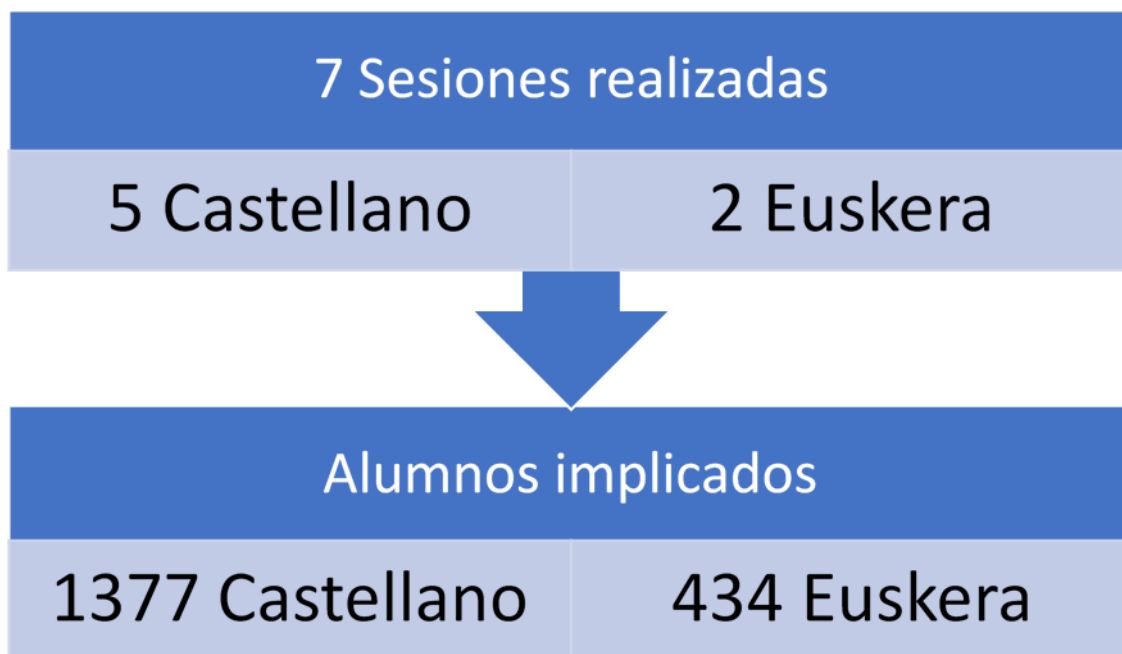 7 Sesiones realizadas
5 Castellano
2 Euskera
Alumnos implicados
1377 Castellano
434 Euskera